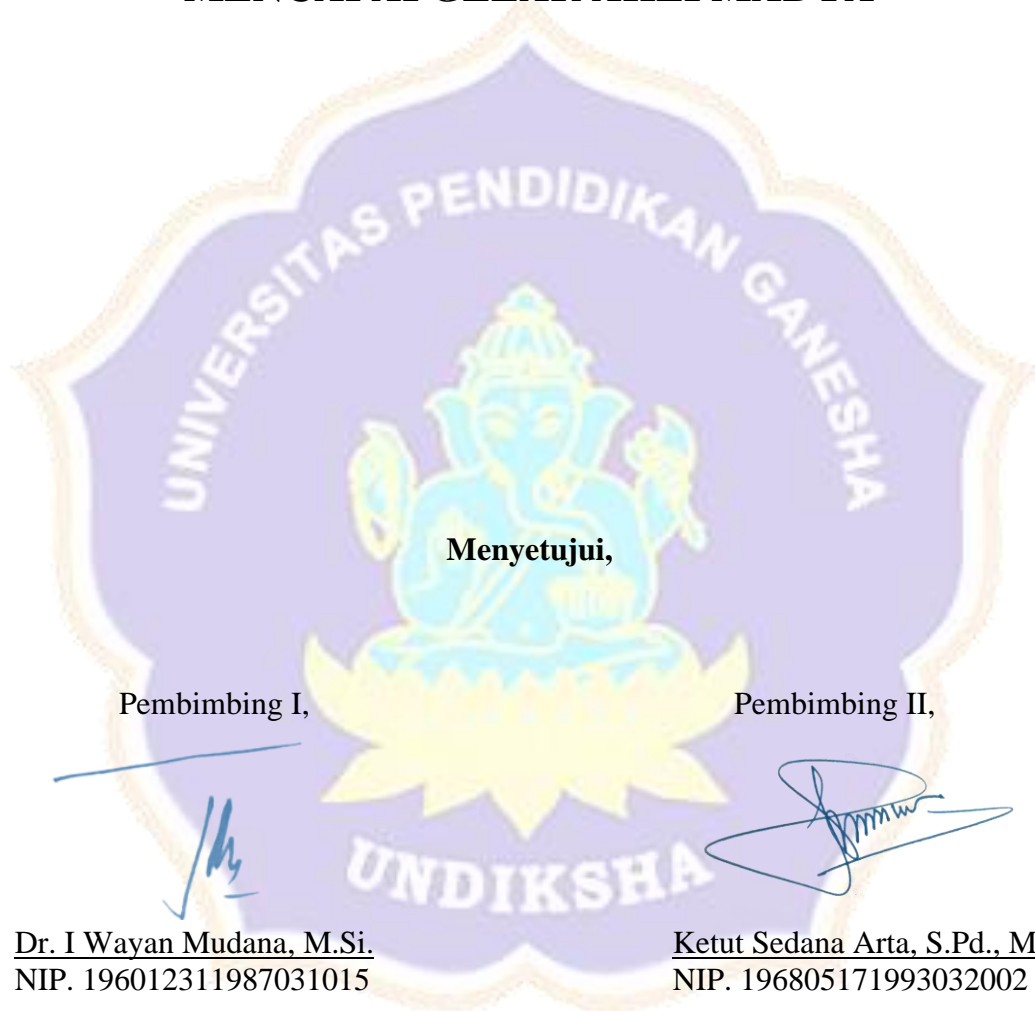 UNIVERSITAS PENDIDIKAN GANESHA
Menyetujui,
Pembimbing I,
Pembimbing II,
UNDIKSHA
Dr. I Wayan Mudana, M.Si.
NIP. 196012311987031015
Ketut Sedana Arta, S.Pd., M
NIP. 196805171993032002